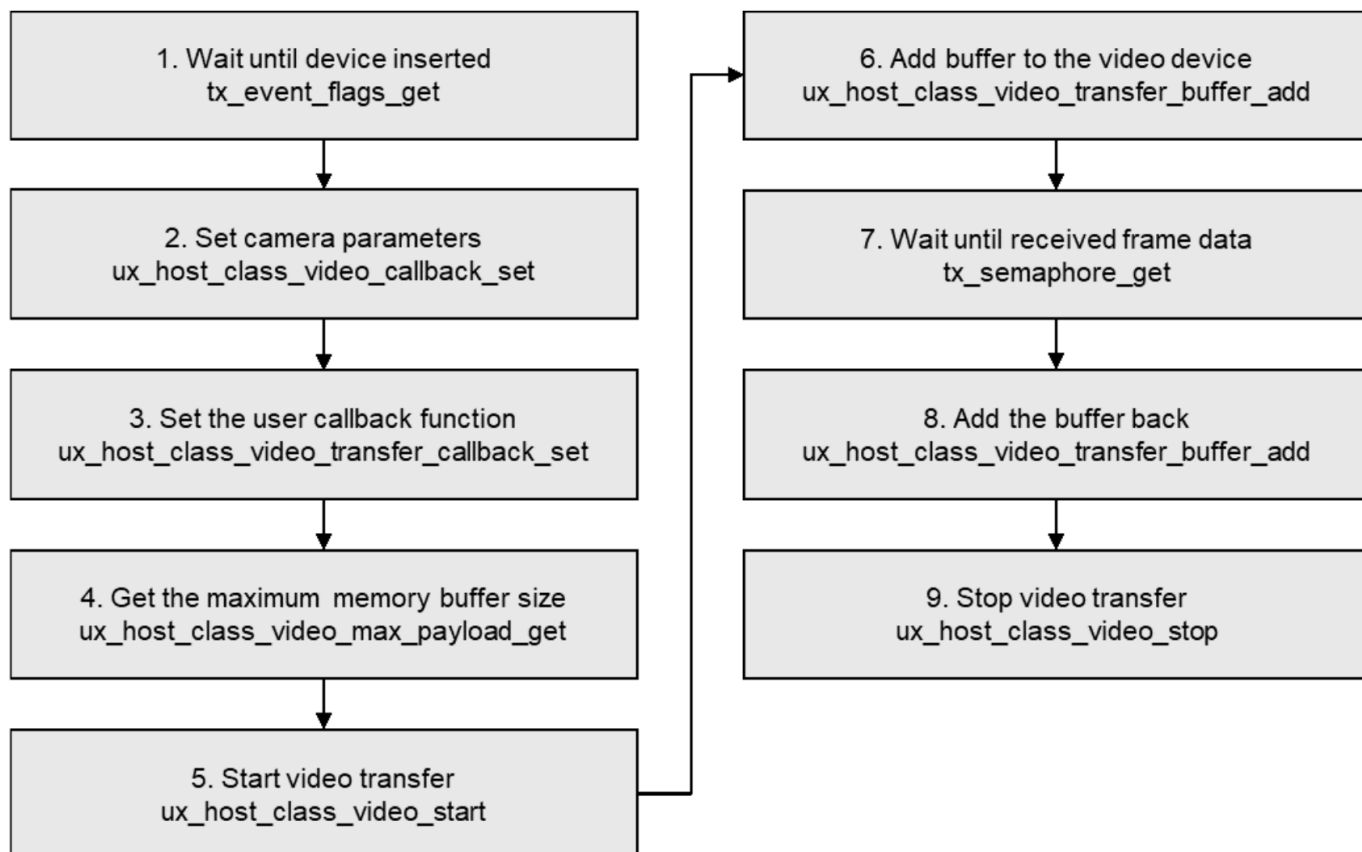 1. Wait until device inserted
tx_event_flags_get
2. Set camera parameters
ux_host_class_video_callback_set
3. Set the user callback function
ux_host_class_video_transfer_callback_set
4. Get the maximum memory buffer size
ux_host_class_video_max_payload_get
5. Start video transfer
ux_host_class_video_start
6. Add buffer to the video device
ux_host_class_video_transfer_buffer_add
7. Wait until received frame data
tx_semaphore_get
8. Add the buffer back
ux_host_class_video_transfer_buffer_add
9. Stop video transfer
ux_host_class_video_stop